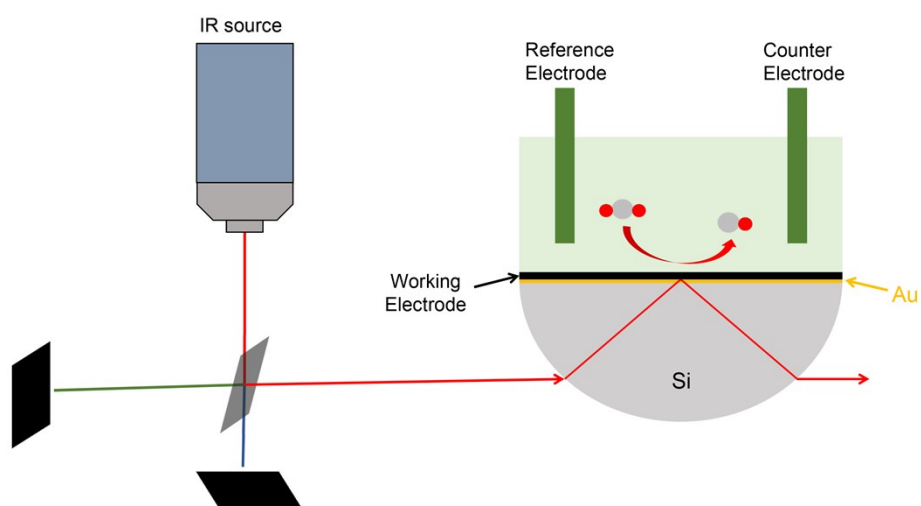 IR source
Reference
Electrode
Counter
Electrode
Working
Electrode
Au
Si